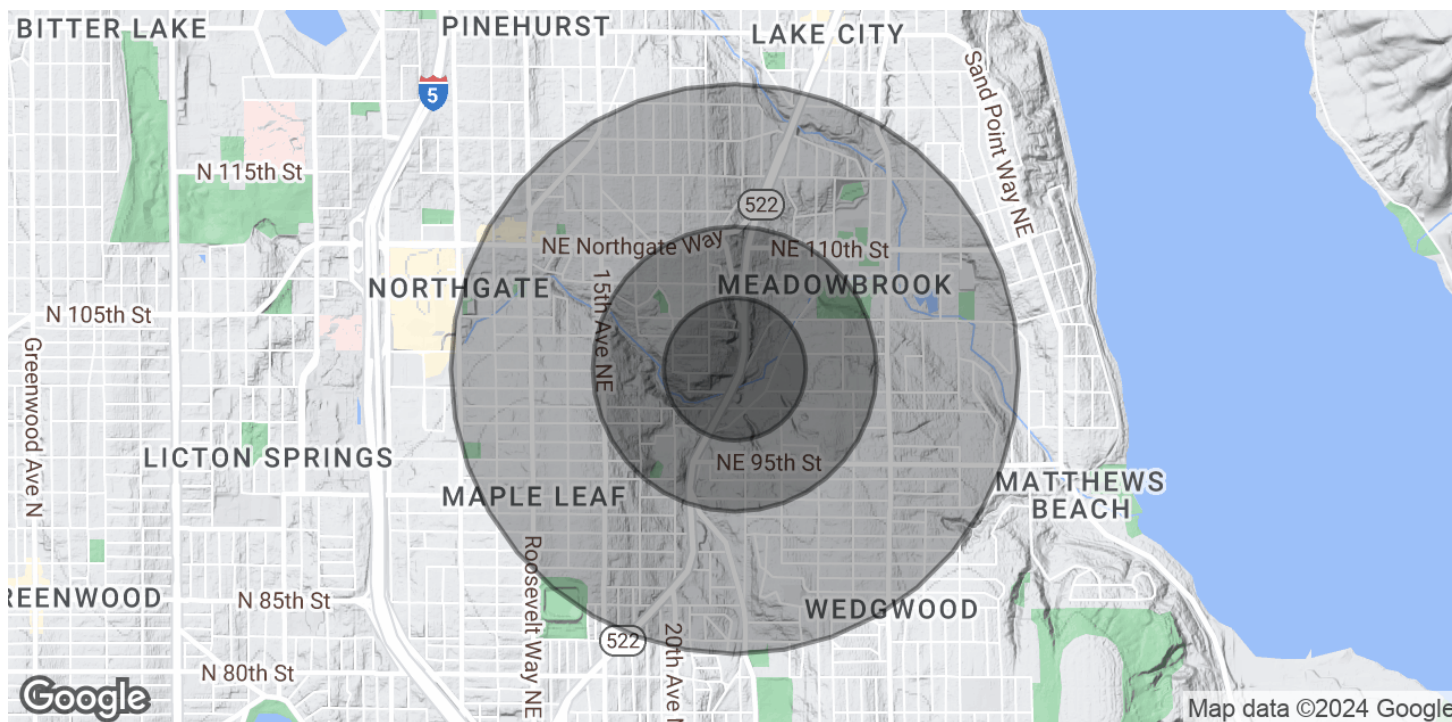 BITTER LAKE
PINEHURST
LAKE CITY
5
Sand Point Way NE
N 115th St
522
NE Northgate Way
NE 110th St
NORTHGATE
MEADOWBROOK
15th Ave NE
N 105th St
Greenwood Ave N
LICTON SPRINGS
NE 95th St
MAPLE LEAF
MATTHEWS
BEACH
Roosevelt Way NE
REENWOOD
N 85th St
WEDGWOOD
522
20th Ave N
N 80th St
Google
Map data ©2024 Google